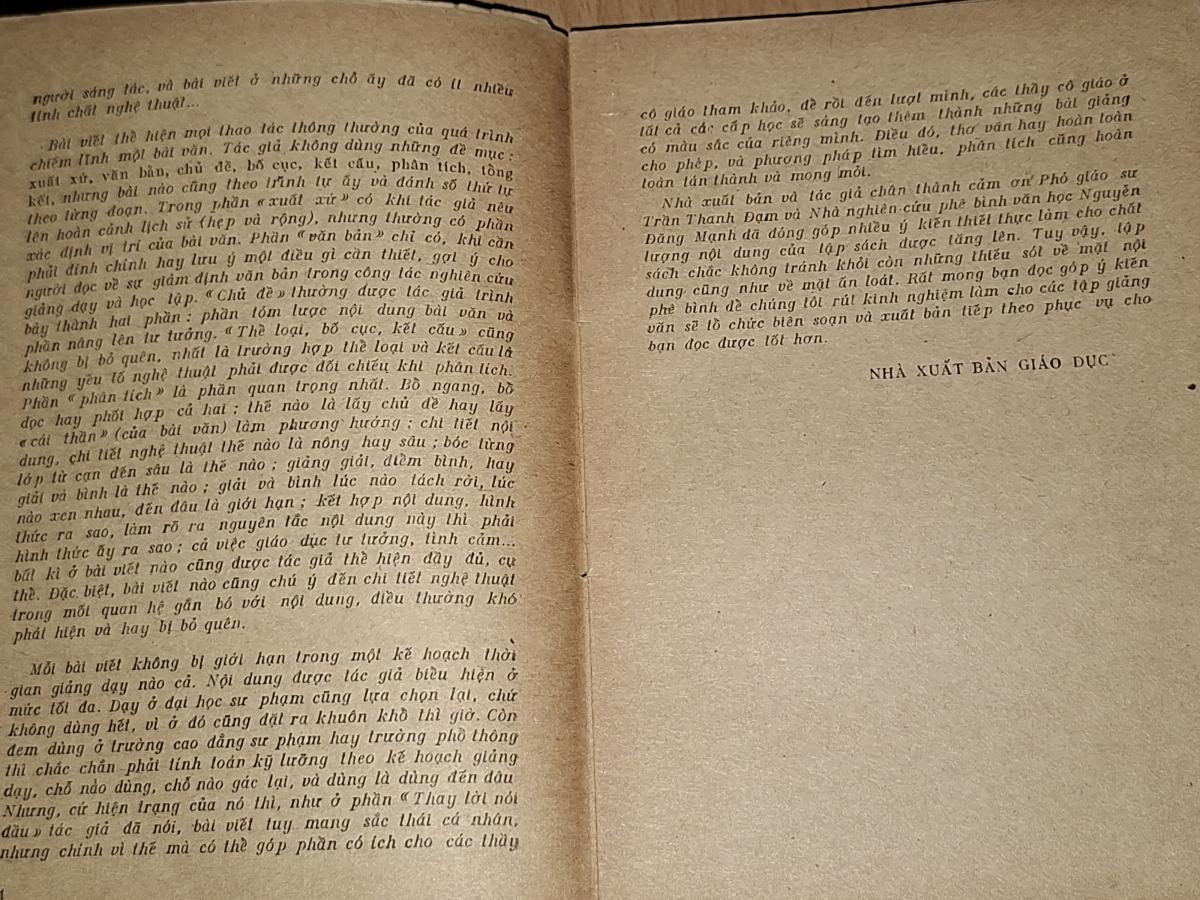 người sáng tác, và bài viết ở những chỗ ấy đã có ít nhiều
tính chất nghệ thuật...
Bài viết thể hiện mọi thao tác thông thường của quá trình
chiếm lĩnh một bài văn. Tác giả không dùng những đề mục:
xuất xứ, văn bản, chủ đề, bố cục, kết cấu, phân tích, tổng
kết, nhưng bài nào cũng theo trình tự ấy và đánh số thứ tự
theo từng đoạn. Trong phần «xuất xứ» có khi tác giả nêu
lên hoàn cảnh lịch sử (hẹp và rộng), nhưng thường có phần
xác định vị trí của bài văn. Phần «văn bản» chỉ có, khi cần
phải đính chính hay lưu ý một điều gì cần thiết, gợi ý cho
người đọc về sự giảm định văn bản trong công tác nghiên cứu
giảng dạy và học tập. «Chủ đề» thường được tác giả trình
bày thành hai phần: phần tóm lược nội dung bài văn và
phần nâng lên tư tưởng. «Thể loại, bố cục, kết cấu» cũng
không bị bỏ quên, nhất là trường hợp thể loại và kết cấu là
những yếu tố nghệ thuật phải được đối chiếu khi phân tích.
Phần «phân tích» là phần quan trọng nhất. Bổ ngang, bổ
dọc hay phối hợp cả hai; thế nào là lấy chủ đề hay lấy
«cái thần» (của bài văn) làm phương hướng; chi tiết nội
dung, chi tiết nghệ thuật thế nào là nông hay sâu; bóc từng
lớp từ cạn đến sâu là thế nào; giảng giải, điểm bình, hay
giải và bình là thế nào; giải và bình lúc nào tách rời, lúc
nào xen nhau, đến đâu là giới hạn; kết hợp nội dung, hình
thức ra sao, làm rõ ra nguyên tắc nội dung này thì phải
hình thức ấy ra sao; cả việc giáo dục tư tưởng, tình cảm...
bất kì ở bài viết nào cũng được tác giả thể hiện đầy đủ, cụ
thể. Đặc biệt, bài viết nào cũng chú ý đến chi tiết nghệ thuật
trong mối quan hệ gắn bó với nội dung, điều thường khó
phát hiện và hay bị bỏ quên.
Mỗi bài viết không bị giới hạn trong một kế hoạch thời
gian giảng dạy nào cả. Nội dung được tác giả biểu hiện ở
mức tối đa. Dạy ở đại học sư phạm cũng lựa chọn lại, chứ
không dùng hết, vì ở đó cũng đặt ra khuôn khổ thì giờ. Còn
đem dùng ở trường cao đẳng sư phạm hay trường phổ thông
thì chắc chắn phải tính toán kỹ lưỡng theo kế hoạch giảng
dạy, chỗ nào dùng, chỗ nào gác lại, và dùng là dùng đến đâu
Nhưng, cứ hiện trạng của nó thì, như ở phần «Thay lời nói
đầu» tác giả đã nói, bài viết tuy mang sắc thái cá nhân,
nhưng chính vì thế mà có thể góp phần có ích cho các thầy
cô giáo tham khảo, để rồi đến lượt mình, các thầy cô giáo ở
tất cả các cấp học sẽ sáng tạo thêm thành những bài giảng
có màu sắc của riêng mình. Điều đó, thơ văn hay hoàn toàn
cho phép, và phương pháp tìm hiểu, phân tích cũng hoàn
toàn tán thành và mong mỏi.
Nhà xuất bản và tác giả chân thành cảm ơn Phó giáo sư
Trần Thanh Đạm và Nhà nghiên cứu phê bình văn học Nguyễn
Đăng Mạnh đã đóng góp nhiều ý kiến thiết thực làm cho chất
lượng nội dung của tập sách được tăng lên. Tuy vậy, tập
sách chắc không tránh khỏi còn những thiếu sót về mặt nội
dung cũng như về mặt ấn loát. Rất mong bạn đọc góp ý kiến
phê bình để chúng tôi rút kinh nghiệm làm cho các tập giảng
văn sẽ tổ chức biên soạn và xuất bản tiếp theo phục vụ cho
bạn đọc được tốt hơn.
NHÀ XUẤT BẢN GIÁO DỤC